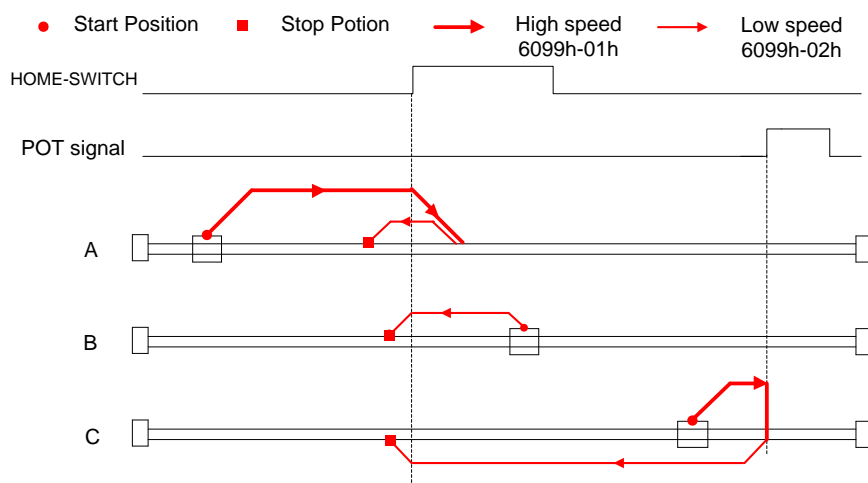 Start Position
Stop Potion
High speed
6099h-01h
Low speed
6099h-02h
HOME-SWITCH
POT signal
A
B
C